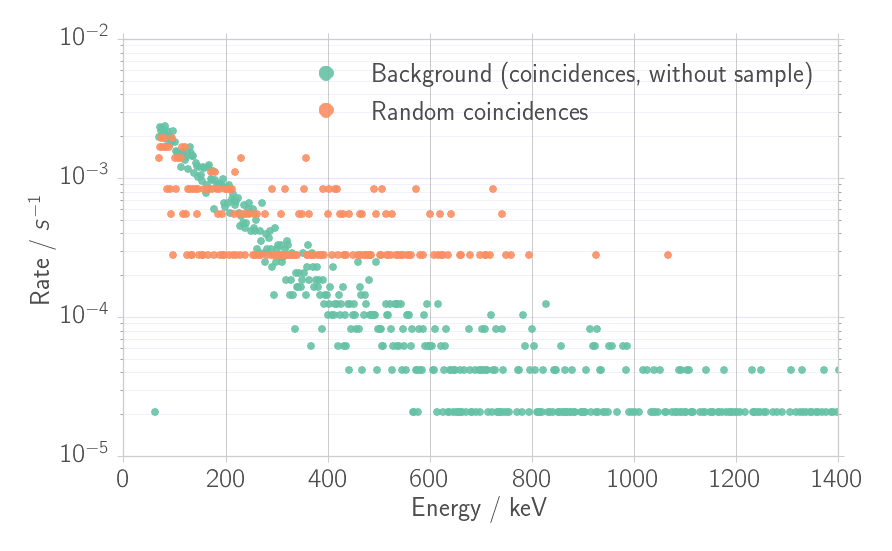 10⁻²
Background (coincidences, without sample)
Random coincidences
10⁻³
Rate / s⁻¹
10⁻⁴
10⁻⁵
0 200 400 600 800 1000 1200 1400
Energy / keV